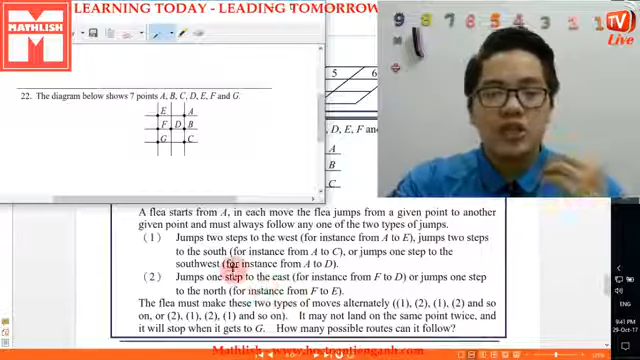 MATHLISH
LEARNING TODAY - LEADING TOMORROW
9 8 7 6 5 4 3 1 1
TV
Live
22. The diagram below shows 7 points A, B, C, D, E, F and G.
E A
F D B
G C
5 6
, D, E, F an
A
B
C
A flea starts from A, in each move the flea jumps from a given point to another
given point and must always follow any one of the two types of jumps.
(1) Jumps two steps to the west (for instance from A to E), jumps two steps
to the south (for instance from A to C), or jumps one step to the
southwest (for instance from A to D).
(2) Jumps one step to the east (for instance from F to D) or jumps one step
to the north (for instance from F to E).
The flea must make these two types of moves alternately ((1), (2), (1), (2) and so
on, or (2), (1), (2), (1) and so on). It may not land on the same point twice, and
it will stop when it gets to G. How many possible routes can it follow?
9:41 PM
29-Oct-17